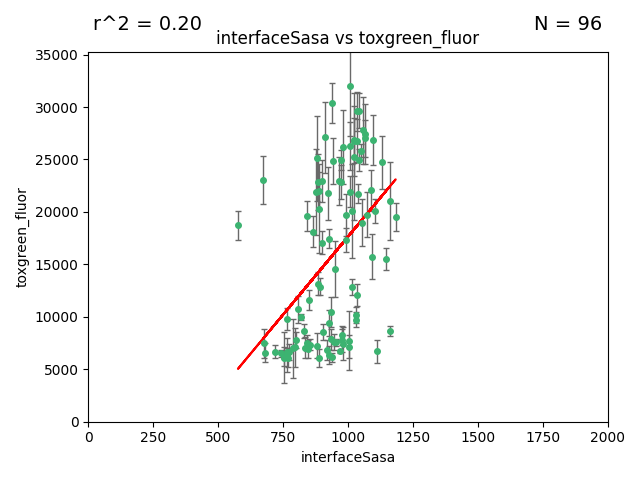 r^2 = 0.20
N = 96
interfaceSasa vs toxgreen_fluor
35000
30000
25000
20000
15000
10000
5000
0
toxgreen_fluor
0 250 500 750 1000 1250 1500 1750 2000
interfaceSasa